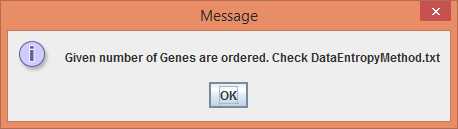 Message
Given number of Genes are ordered. Check DataEntropyMethod.txt
OK